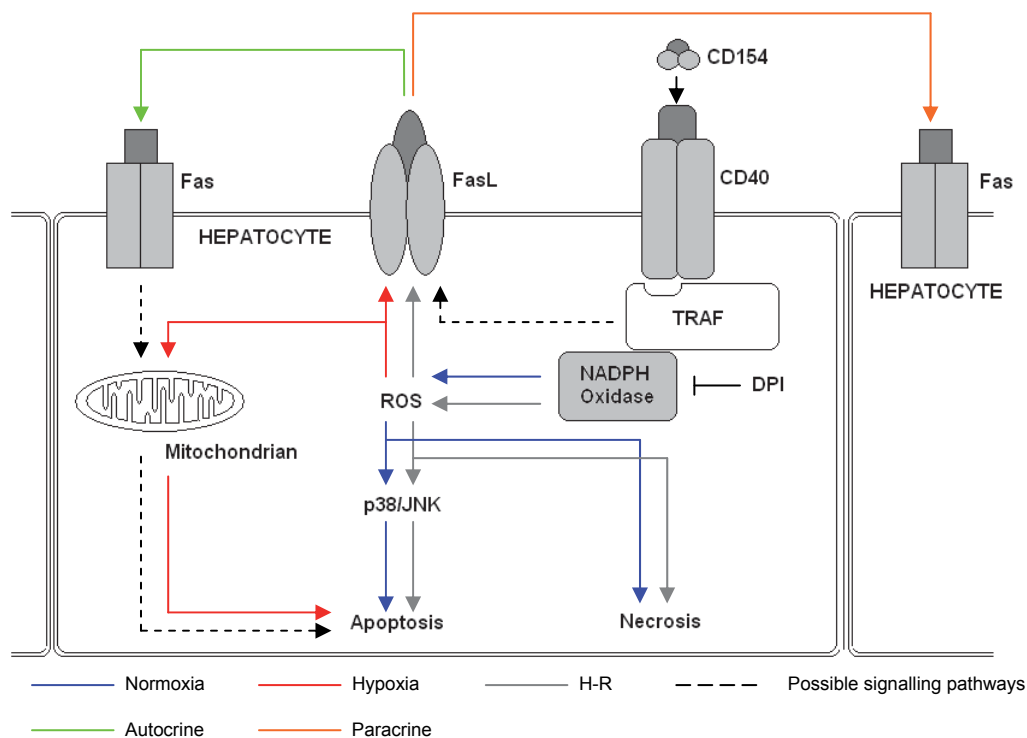 CD154
Fas
FasL
CD40
Fas
HEPATOCYTE
HEPATOCYTE
TRAF
NADPH
Oxidase
DPI
ROS
Mitochondrian
p38/JNK
Apoptosis
Necrosis
Normoxia
Hypoxia
H-R
Possible signalling pathways
Autocrine
Paracrine